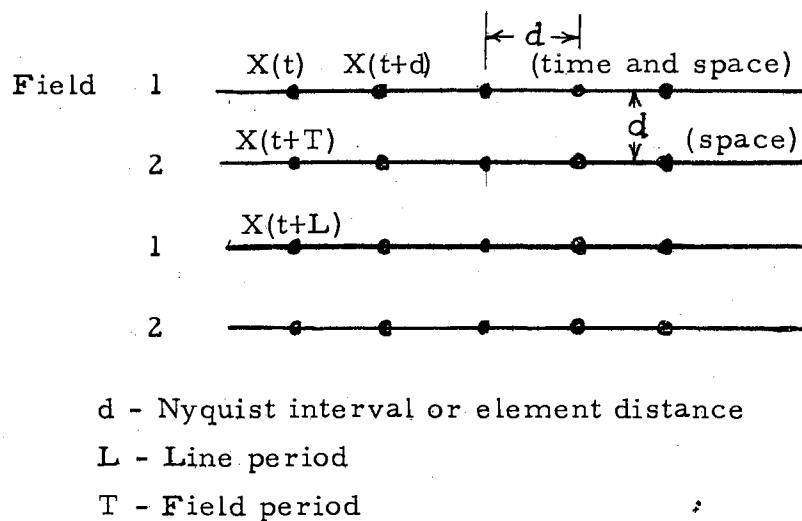 d
X(t) X(t+d) (time and space)
Field 1
d
X(t+T) (space)
2
X(t+L)
1
2
d - Nyquist interval or element distance
L - Line period
T - Field period